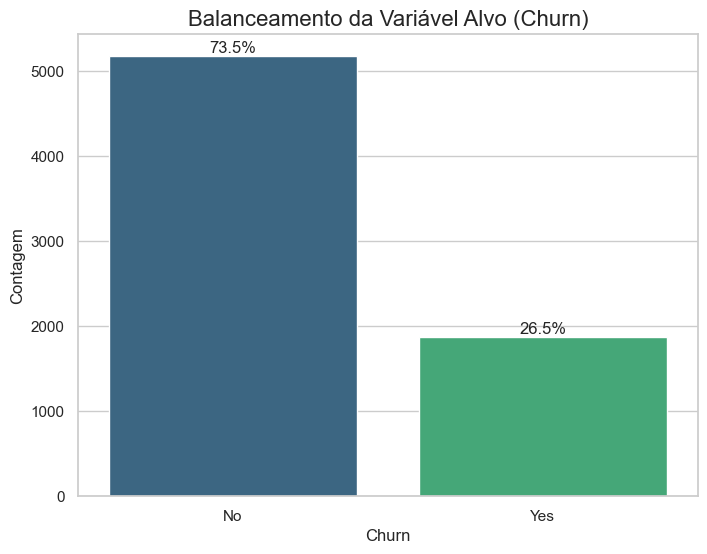 Balanceamento da Variável Alvo (Churn)
73.5%
26.5%
5000
4000
3000
2000
1000
0
Contagem
No
Yes
Churn